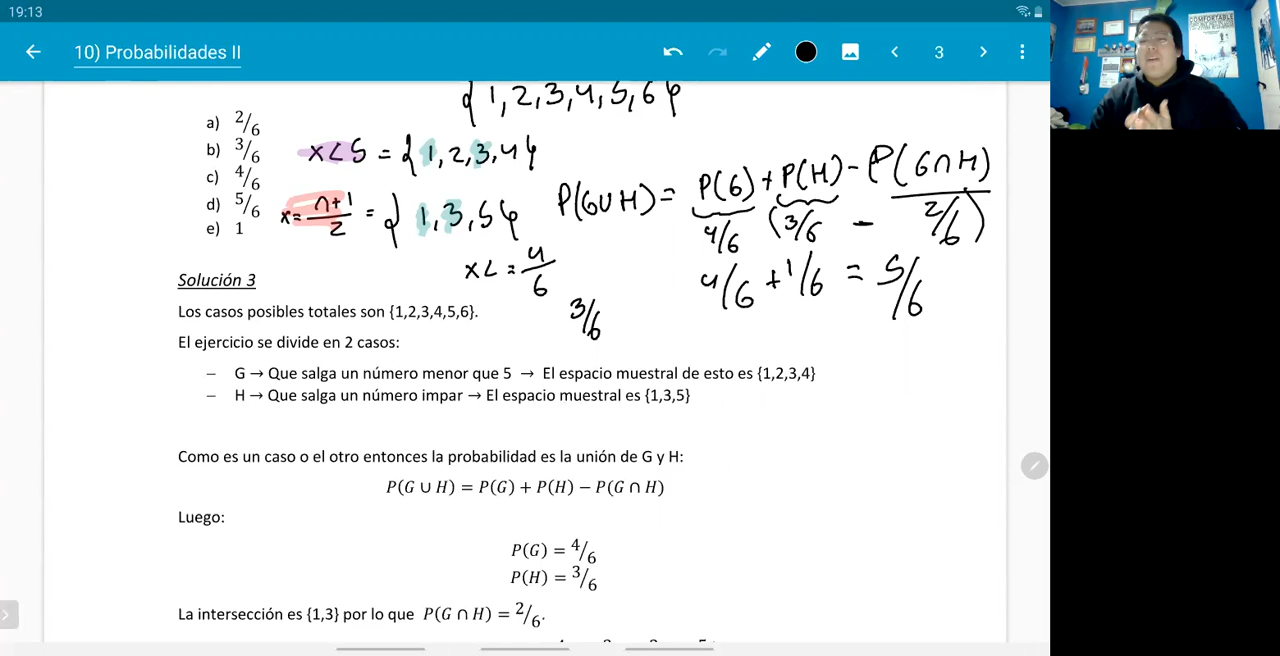 19:13
10) Probabilidades II
3
{1,2,3,4,5,6}
a) 2/6
b) 3/6
c) 4/6
d) 5/6
e) 1
x<5 = {1,2,3,4}
x = n+1/2 = {1,3,5}
P(G∪H) = P(G) + P(H) - P(G∩H)
4/6 (3/6 - 2/6)
x< = 4/6
4/6 + 1/6 = 5/6
3/6
Solución 3
Los casos posibles totales son {1,2,3,4,5,6}.
El ejercicio se divide en 2 casos:
– G → Que salga un número menor que 5 → El espacio muestral de esto es {1,2,3,4}
– H → Que salga un número impar → El espacio muestral es {1,3,5}
Como es un caso o el otro entonces la probabilidad es la unión de G y H:
P(G ∪ H) = P(G) + P(H) − P(G ∩ H)
Luego:
P(G) = 4/6
P(H) = 3/6
La intersección es {1,3} por lo que P(G ∩ H) = 2/6.
COMFORTABLE